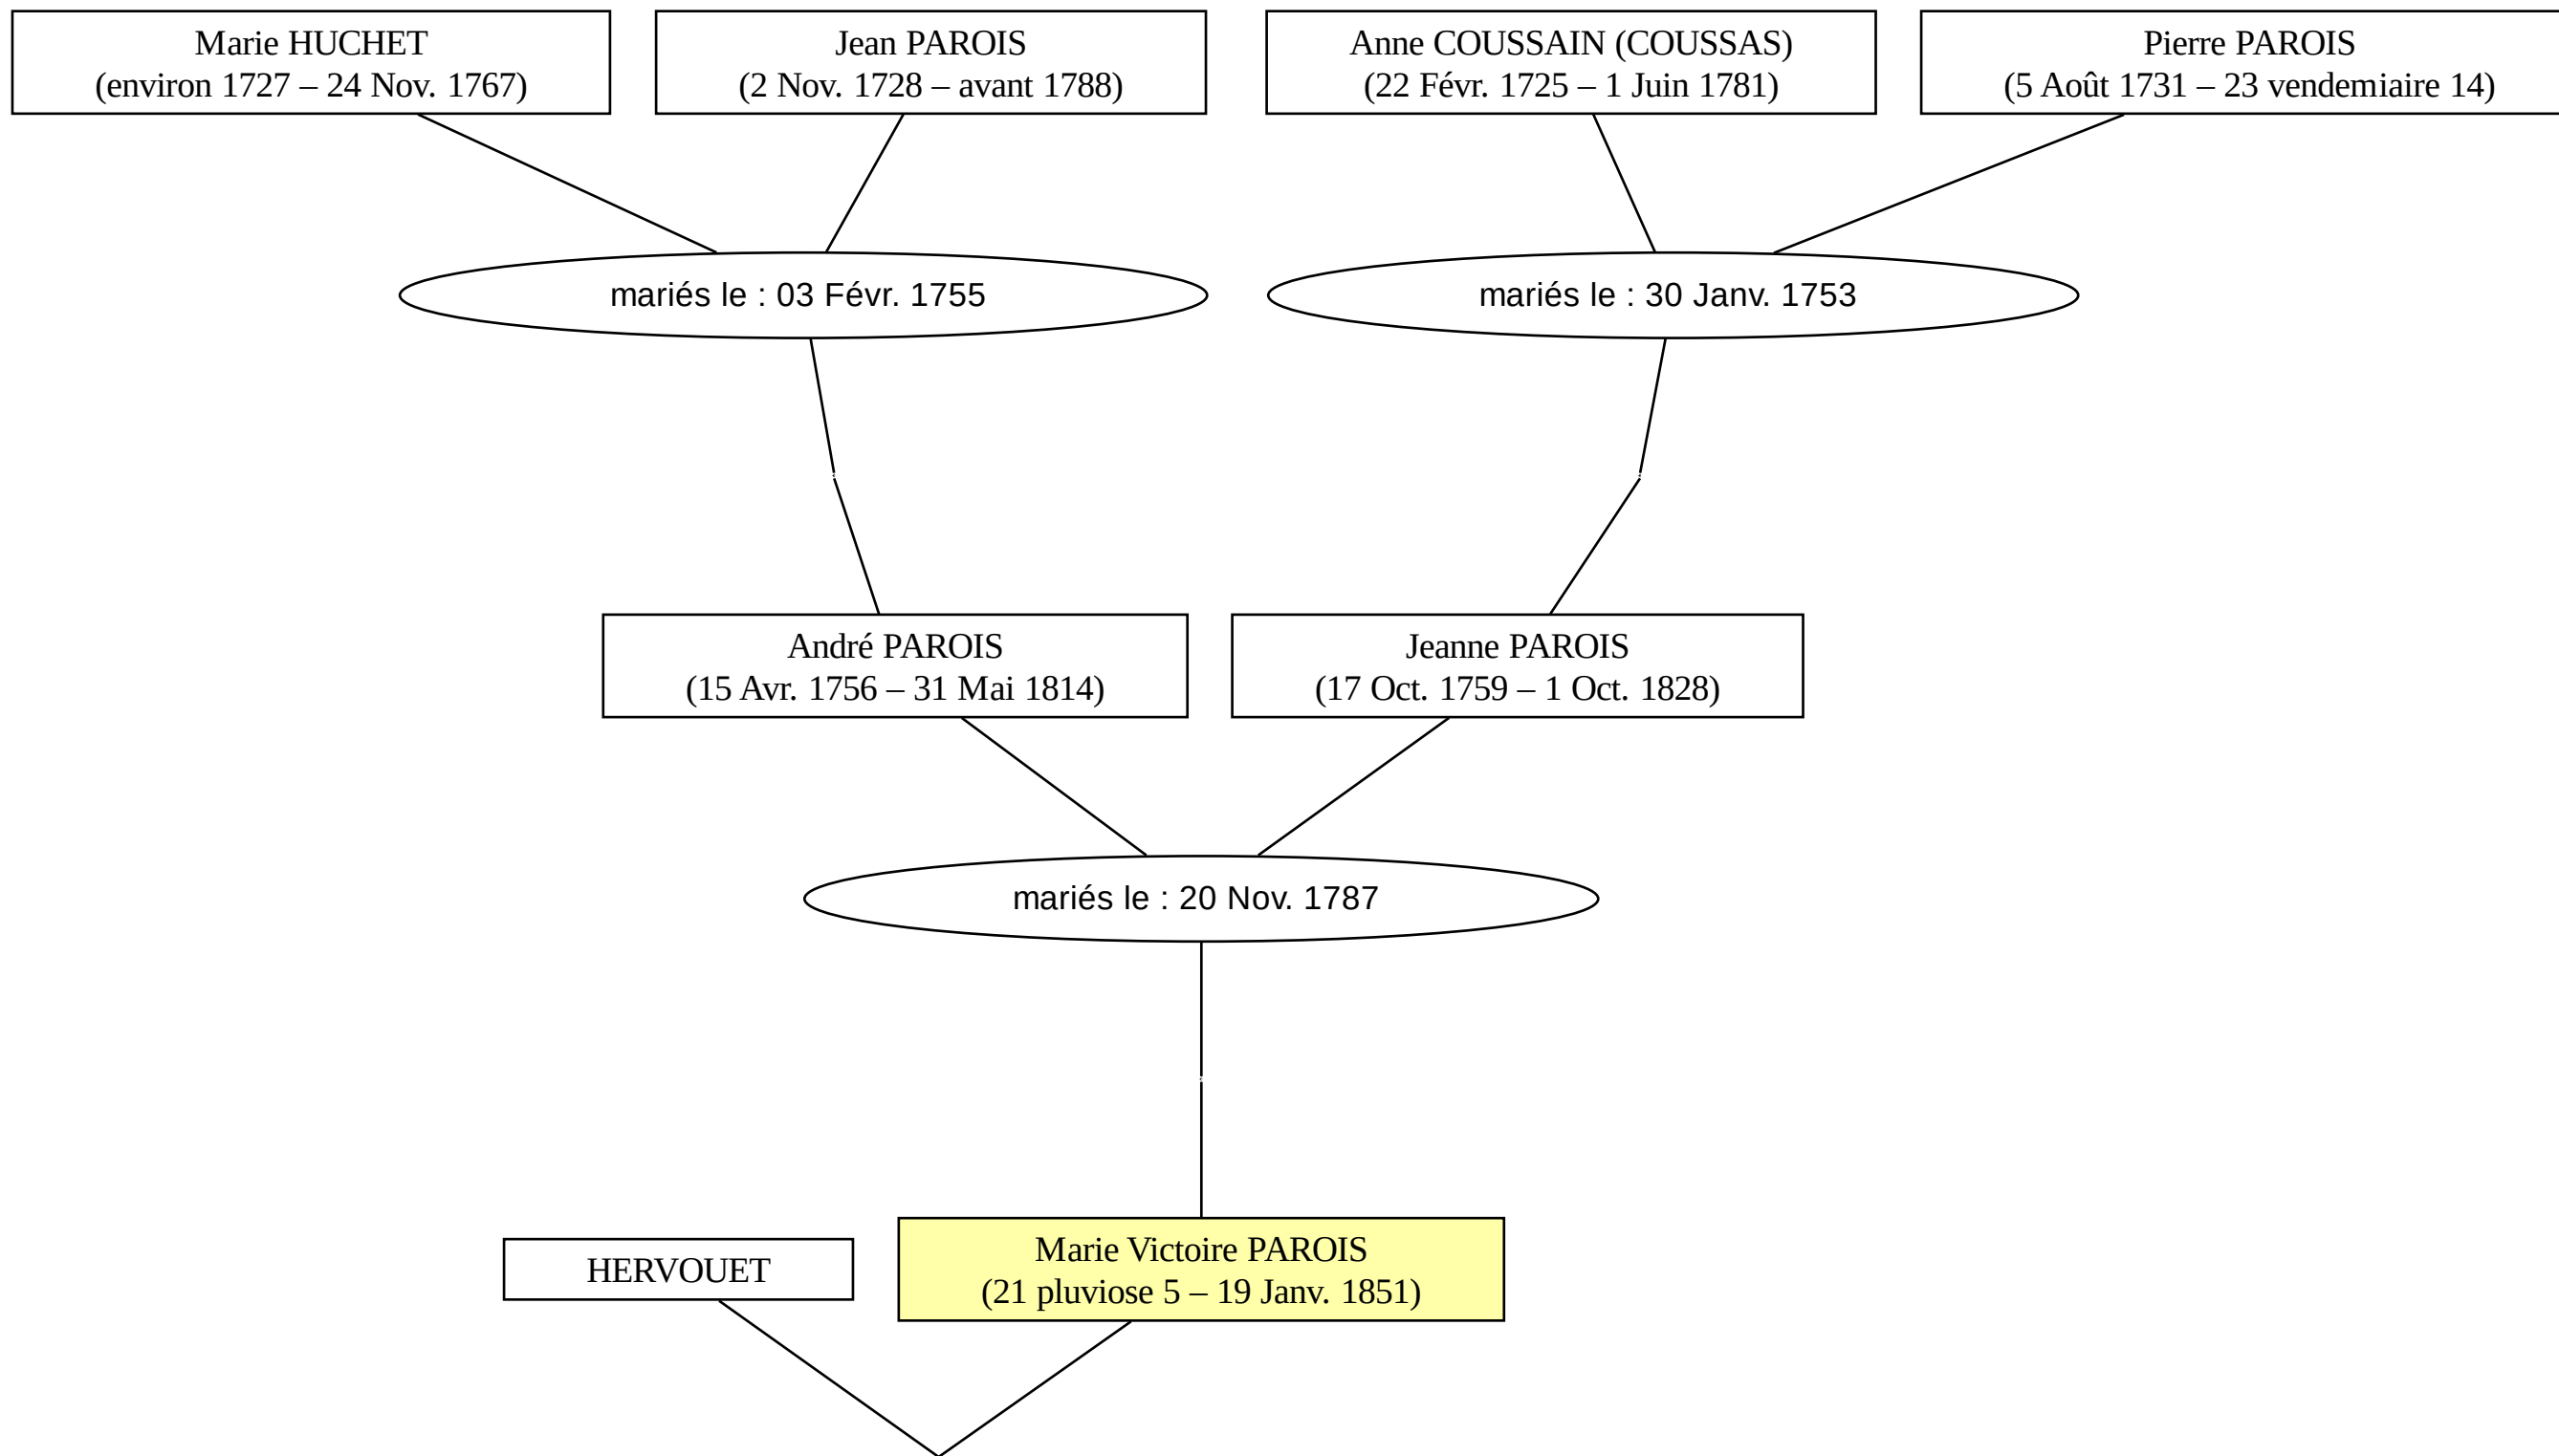 Marie HUCHET
(environ 1727 – 24 Nov. 1767)
Jean PAROIS
(2 Nov. 1728 – avant 1788)
Anne COUSSAIN (COUSSAS)
(22 Févr. 1725 – 1 Juin 1781)
Pierre PAROIS
(5 Août 1731 – 23 vendemiaire 14)
mariés le : 03 Févr. 1755
mariés le : 30 Janv. 1753
André PAROIS
(15 Avr. 1756 – 31 Mai 1814)
Jeanne PAROIS
(17 Oct. 1759 – 1 Oct. 1828)
mariés le : 20 Nov. 1787
HERVOUET
Marie Victoire PAROIS
(21 pluviose 5 – 19 Janv. 1851)